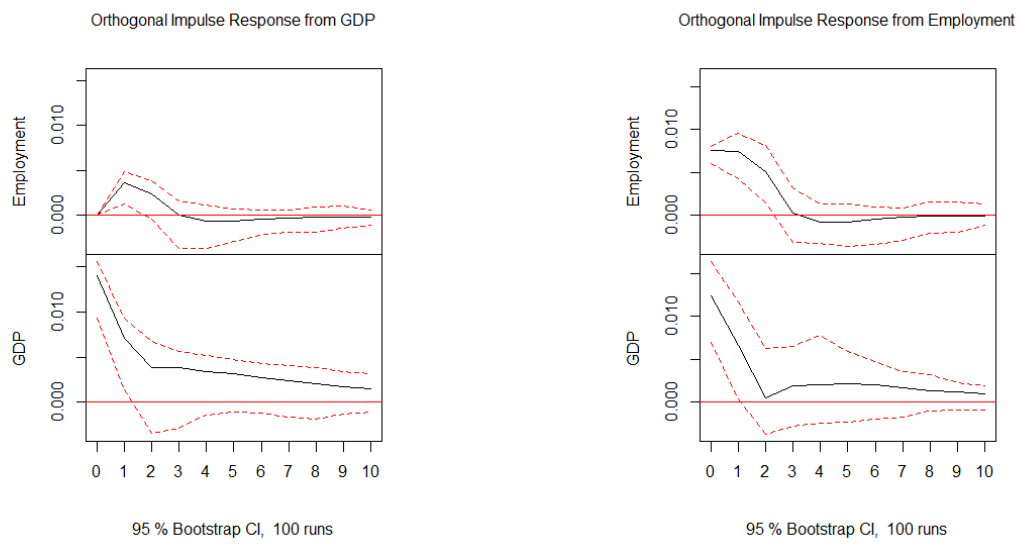 Orthogonal Impulse Response from GDP
Employment
0.010
0.000
GDP
0.010
0.000
0 1 2 3 4 5 6 7 8 9 10
95 % Bootstrap CI, 100 runs
Orthogonal Impulse Response from Employment
Employment
0.010
0.000
GDP
0.010
0.000
0 1 2 3 4 5 6 7 8 9 10
95 % Bootstrap CI, 100 runs